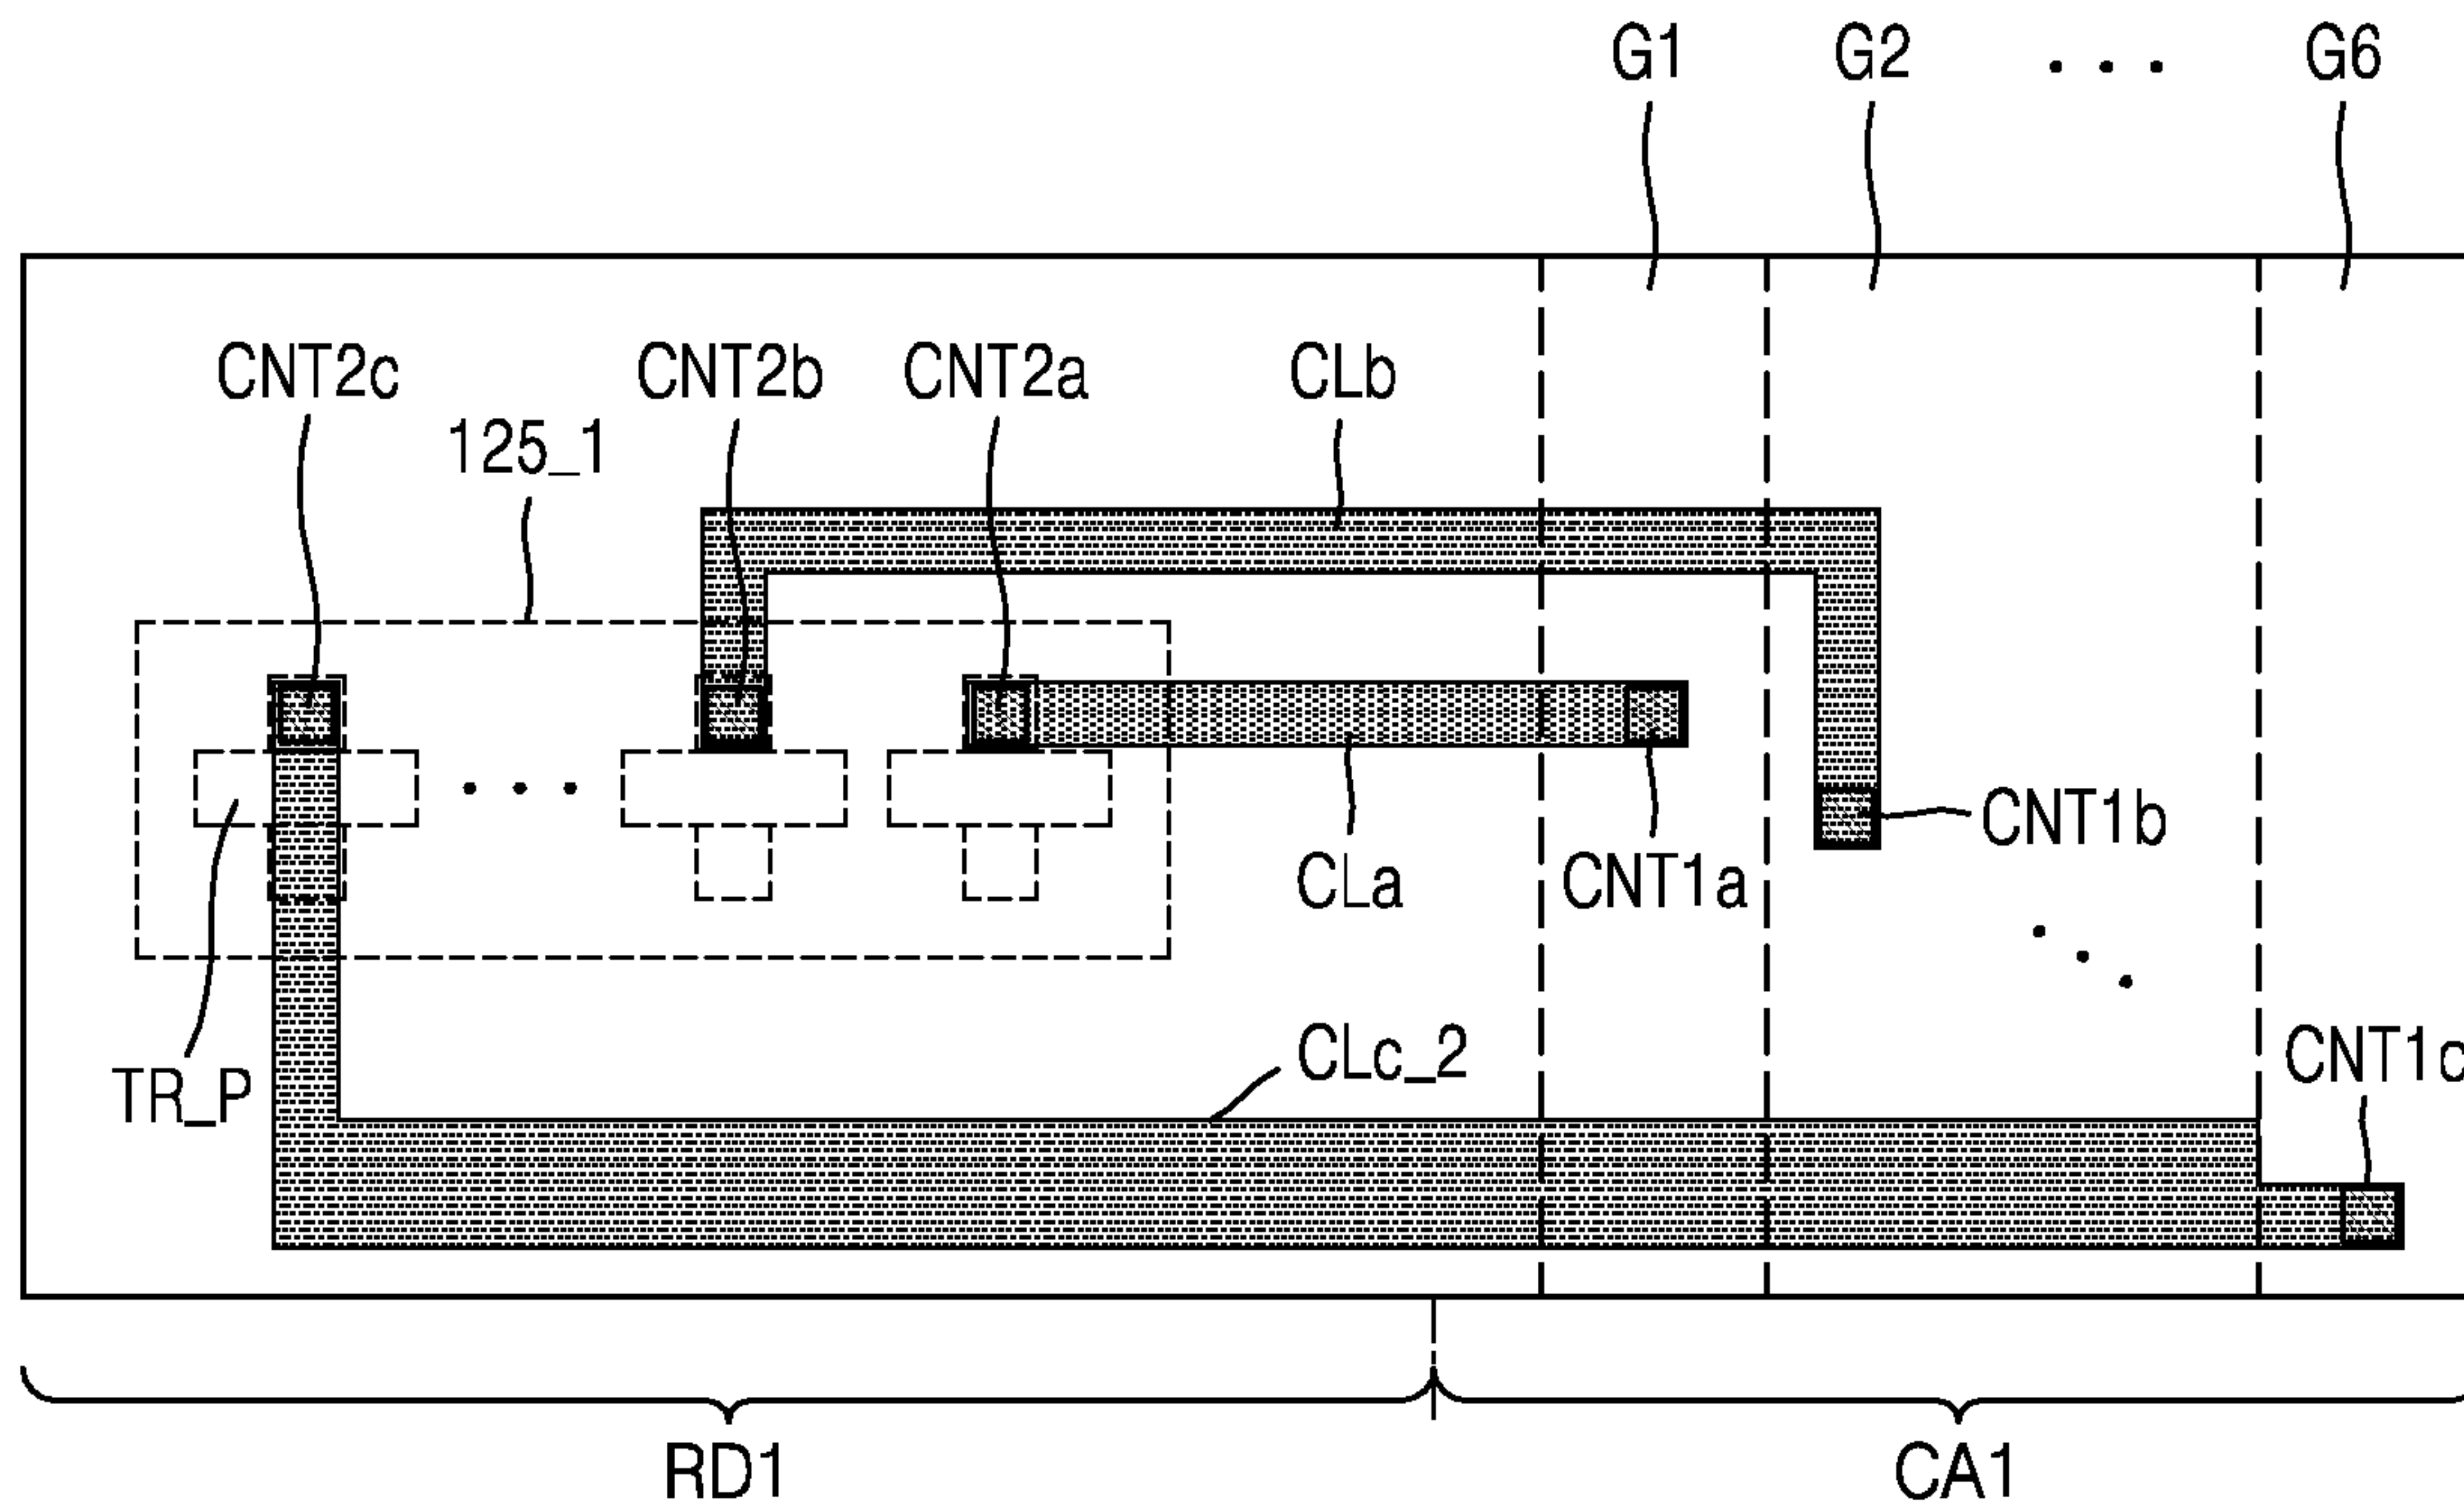 G1 G2 . . . G6
CNT2c CNT2b CNT2a CLb
125_1
. . .
CNT1b
CLa CNT1a
CLc_2 CNT1c
TR_P
RD1 CA1